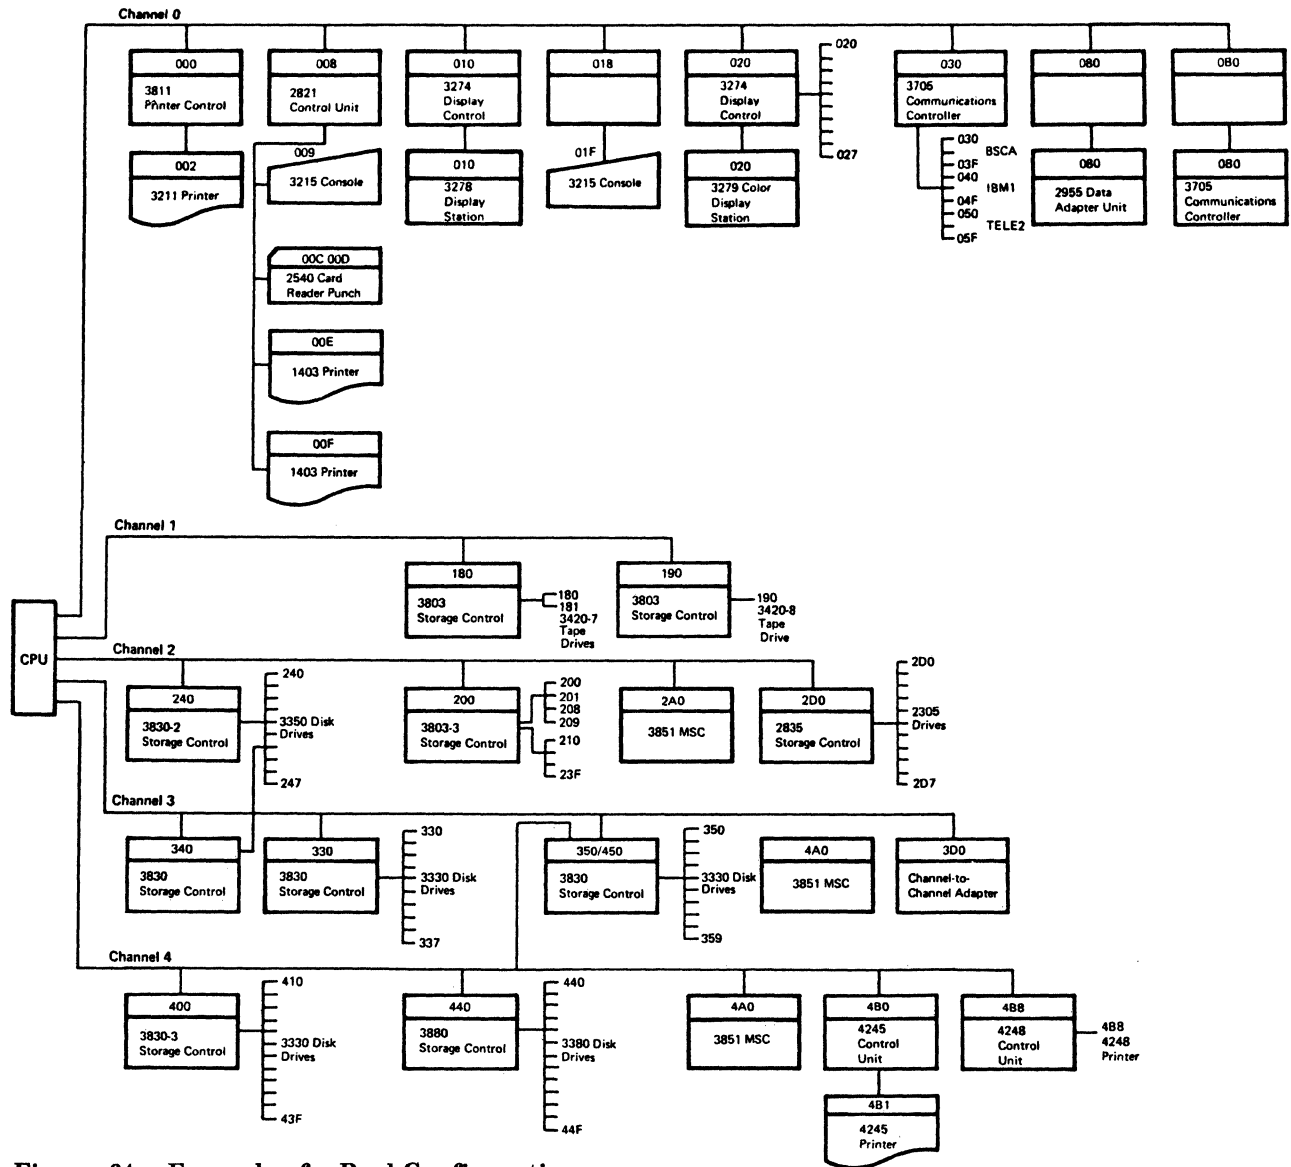 Channel 0
000
3811
Printer Control
002
3211 Printer
008
2821
Control Unit
009
3215 Console
00C 00D
2540 Card
Reader Punch
00E
1403 Printer
00F
1403 Printer
010
3274
Display
Control
010
3278
Display
Station
018
01F
3215 Console
020
3274
Display
Control
020
027
020
3279 Color
Display
Station
030
3705
Communications
Controller
030
BSCA
03F
040
IBM1
04F
050
TELE2
05F
080
080
2955 Data
Adapter Unit
0B0
0B0
3705
Communications
Controller
CPU
Channel 1
180
3803
Storage Control
180
181
3420-7
Tape
Drives
190
3803
Storage Control
190
3420-8
Tape
Drive
Channel 2
240
3830-2
Storage Control
240
3350 Disk
Drives
247
200
3803-3
Storage Control
200
201
208
209
210
23F
2A0
3851 MSC
2D0
2835
Storage Control
2D0
2305
Drives
2D7
Channel 3
340
3830
Storage Control
330
3830
Storage Control
330
3330 Disk
Drives
337
350/450
3830
Storage Control
350
3330 Disk
Drives
359
4A0
3851 MSC
3D0
Channel-to-
Channel Adapter
Channel 4
400
3830-3
Storage Control
410
3330 Disk
Drives
43F
440
3880
Storage Control
440
3380 Disk
Drives
44F
4A0
3851 MSC
4B0
4245
Control
Unit
4B1
4245
Printer
4B8
4248
Control
Unit
4B8
4248
Printer